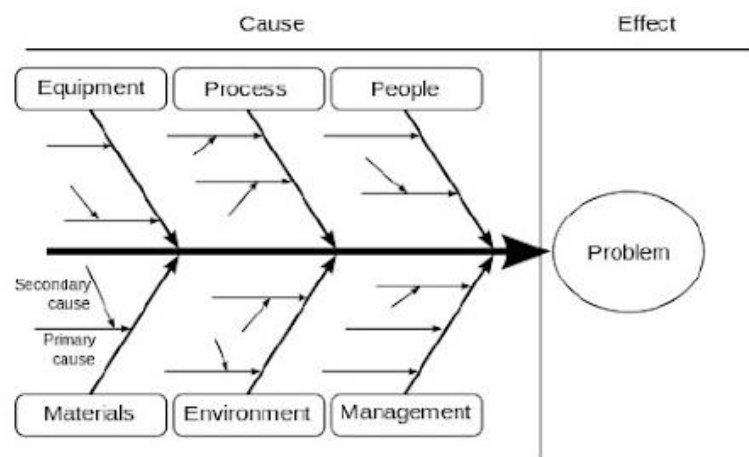 Cause
Effect
Equipment
Process
People
Problem
Secondary
cause
Primary
cause
Materials
Environment
Management